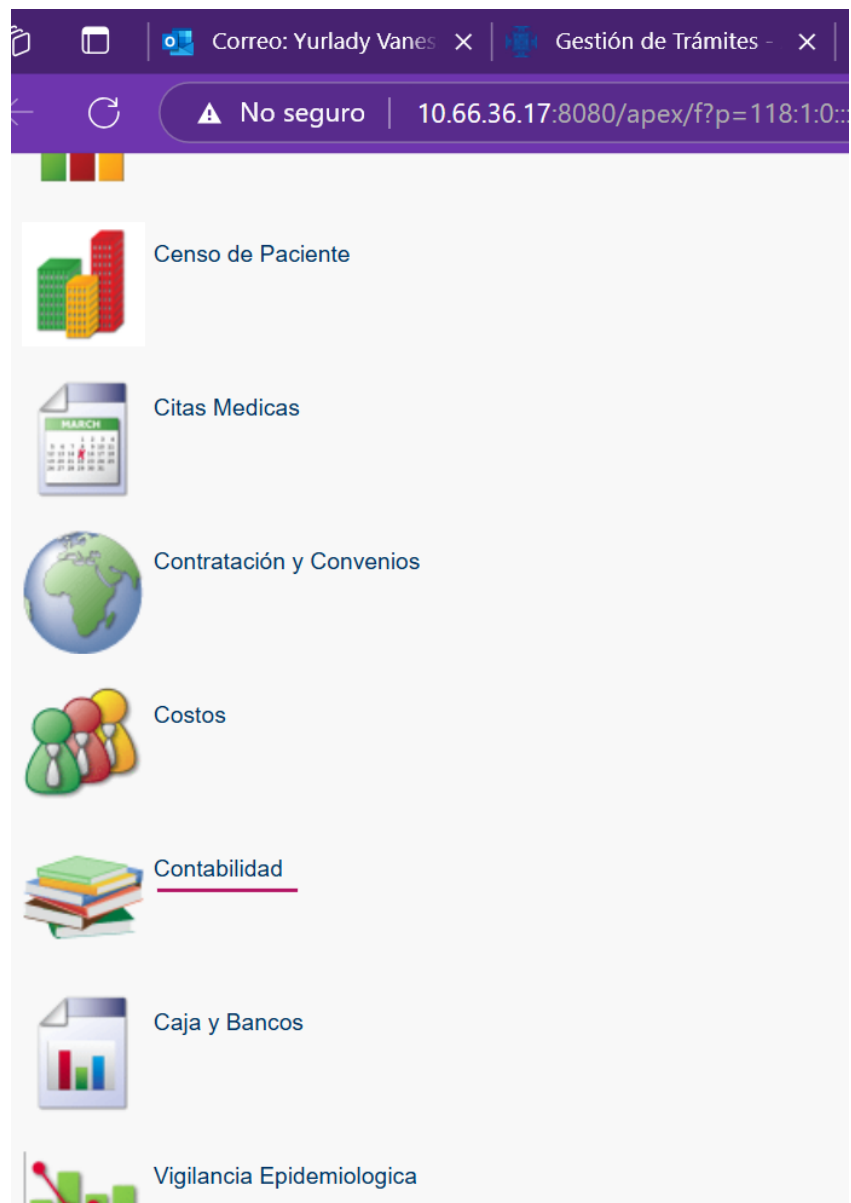 Correo: Yurlady Vanes
Gestión de Trámites -
No seguro
10.66.36.17:8080/apex/f?p=118:1:0:::
Censo de Paciente
MARCH
Citas Medicas
Contratación y Convenios
Costos
Contabilidad
Caja y Bancos
Vigilancia Epidemiologica